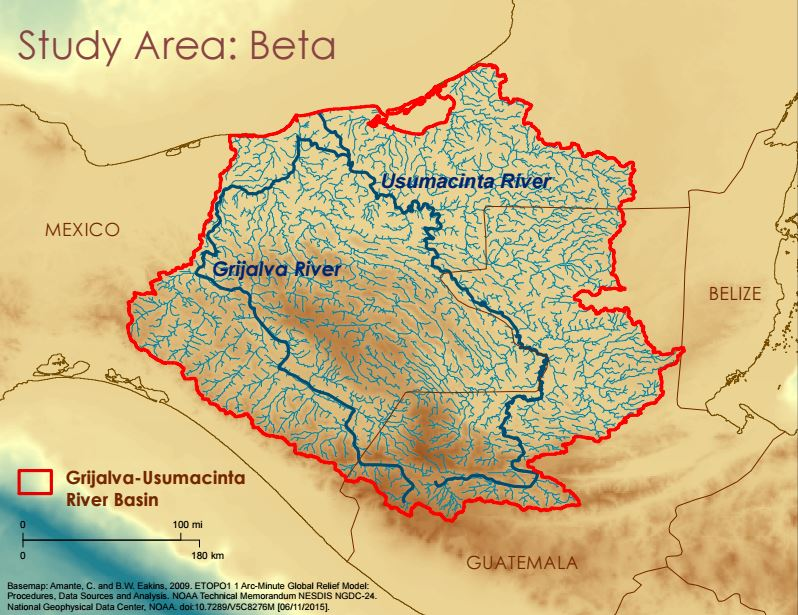 Study Area: Beta
Usumacinta River
MEXICO
Grijalva River
BELIZE
Grijalva-Usumacinta
River Basin
0 100 mi
0 180 km
GUATEMALA
Basemap: Amante, C. and B.W. Eakins, 2009. ETOPO1 1 Arc-Minute Global Relief Model:
Procedures, Data Sources and Analysis. NOAA Technical Memorandum NESDIS NGDC-24.
National Geophysical Data Center, NOAA. doi:10.7289/V5C8276M [06/11/2015].